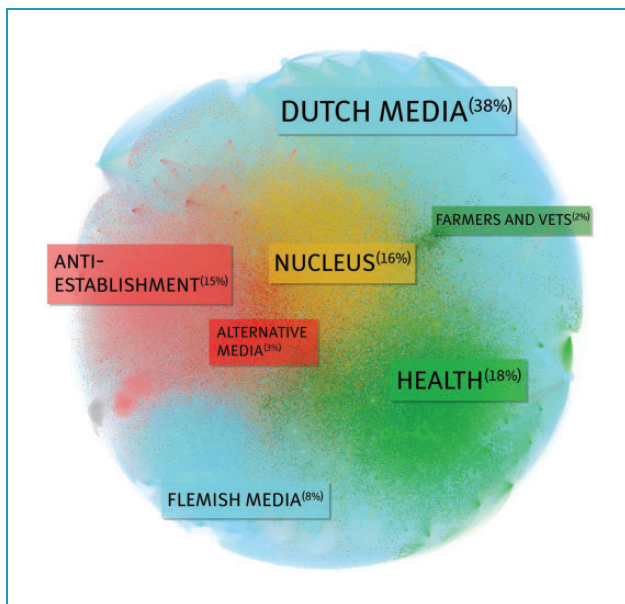 DUTCH MEDIA(38%)
FARMERS AND VETS(2%)
ANTI-
ESTABLISHMENT(15%)
NUCLEUS(16%)
ALTERNATIVE
MEDIA(3%)
HEALTH(18%)
FLEMISH MEDIA(8%)